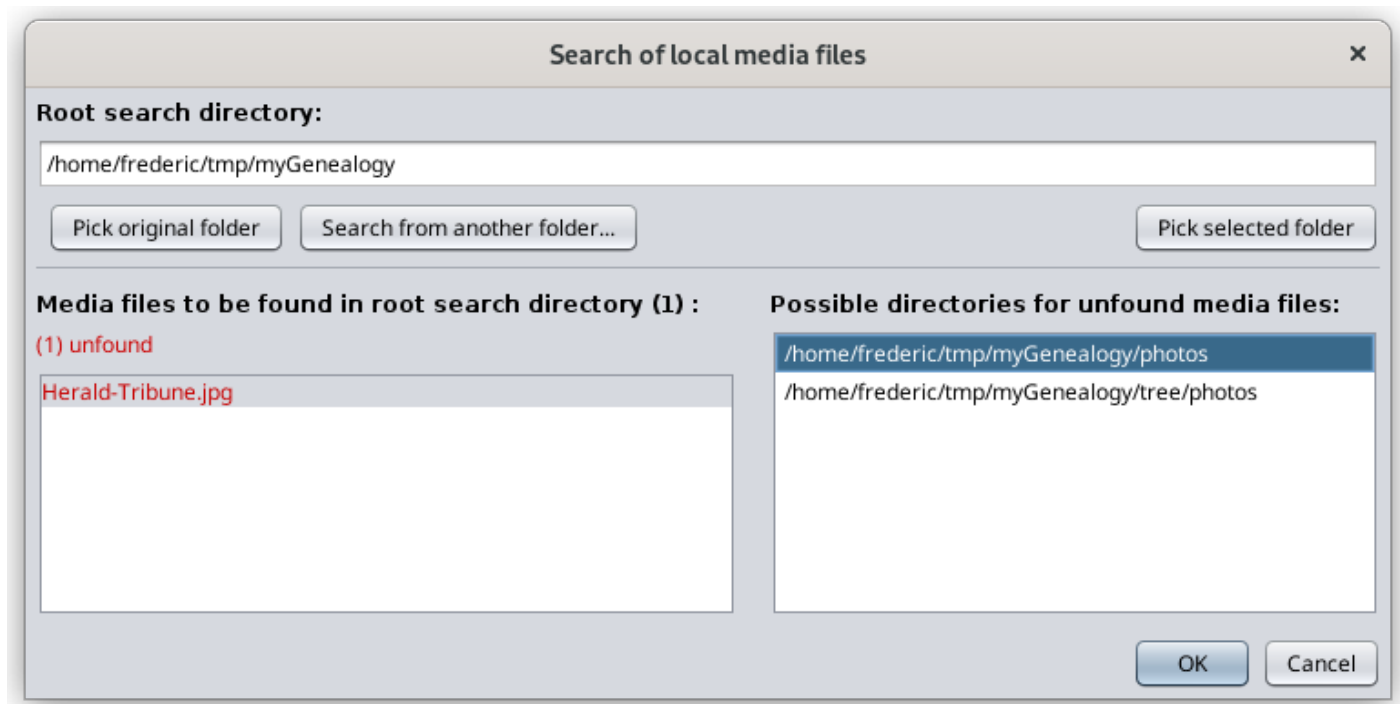 Search of local media files
Root search directory:
/home/frederic/tmp/myGenealogy
Pick original folder
Search from another folder...
Pick selected folder
Media files to be found in root search directory (1) :
(1) unfound
Herald-Tribune.jpg
Possible directories for unfound media files:
/home/frederic/tmp/myGenealogy/photos
/home/frederic/tmp/myGenealogy/tree/photos
OK
Cancel